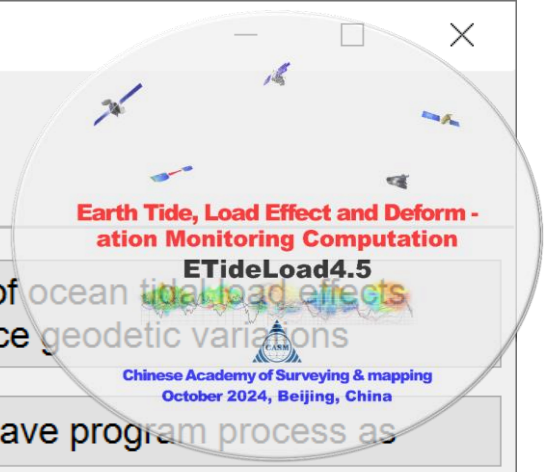 Earth Tide, Load Effect and Deform -
ation Monitoring Computation
ETideLoad4.5
of ocean tidal load effects
ce geodetic variations
CASM
Chinese Academy of Surveying & mapping
October 2024, Beijing, China
ave program process as